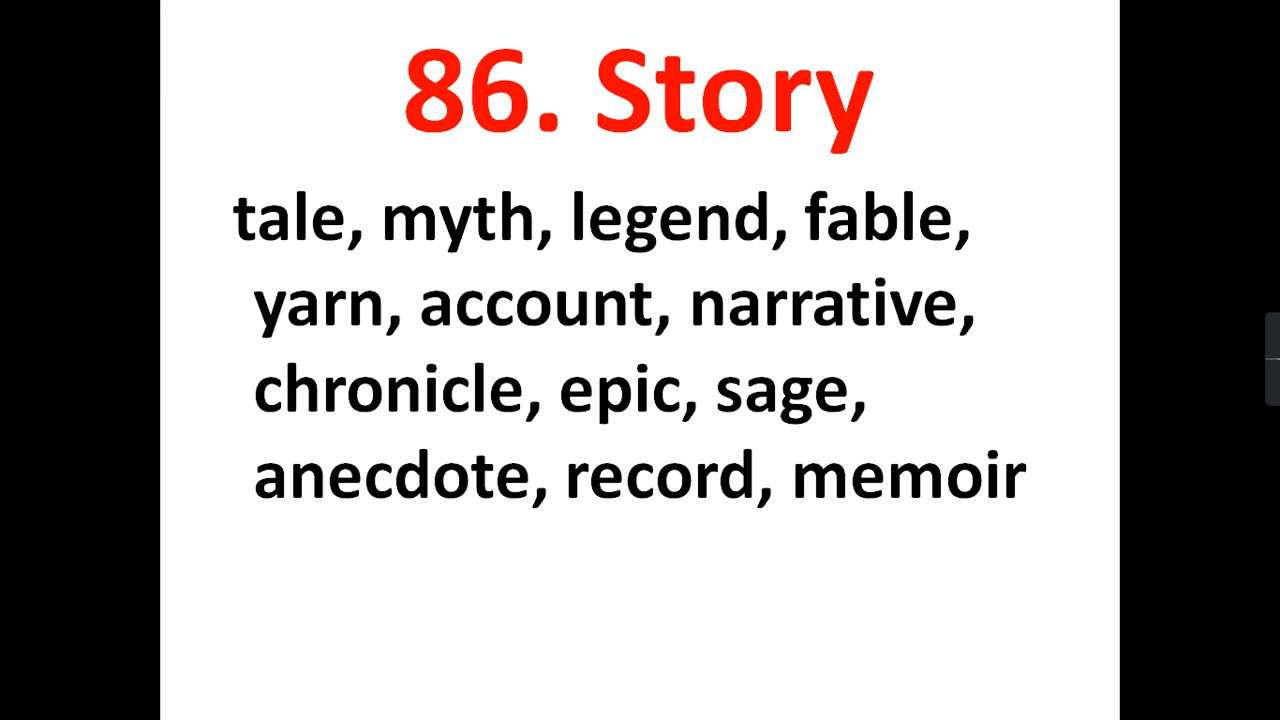 86. Story
tale, myth, legend, fable,
yarn, account, narrative,
chronicle, epic, sage,
anecdote, record, memoir